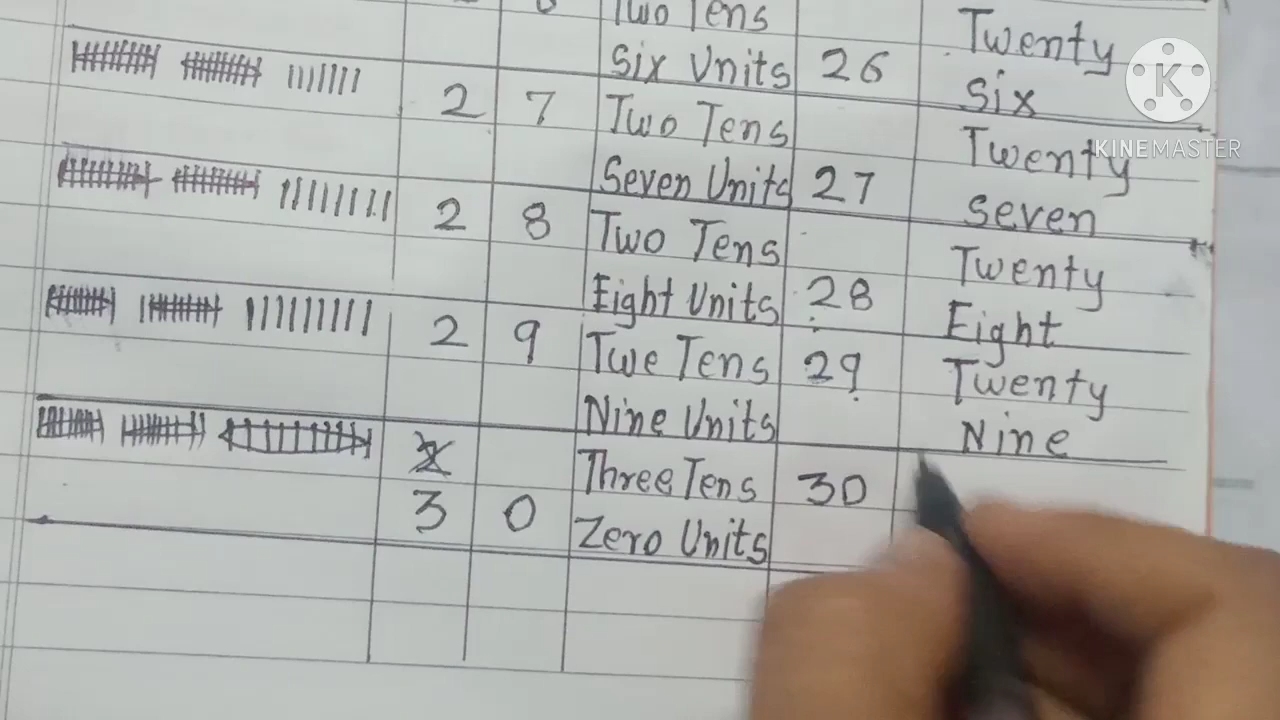 Two Tens
Twenty
Six Units 26
Six
2 7 Two Tens
Twenty
Seven Units 27
Seven
2 8 Two Tens
Twenty
Eight Units 28
Eight
2 9 Twe Tens 29
Twenty
Nine Units
Nine
Three Tens 30
3 0
Zero Units
K
KINEMASTER